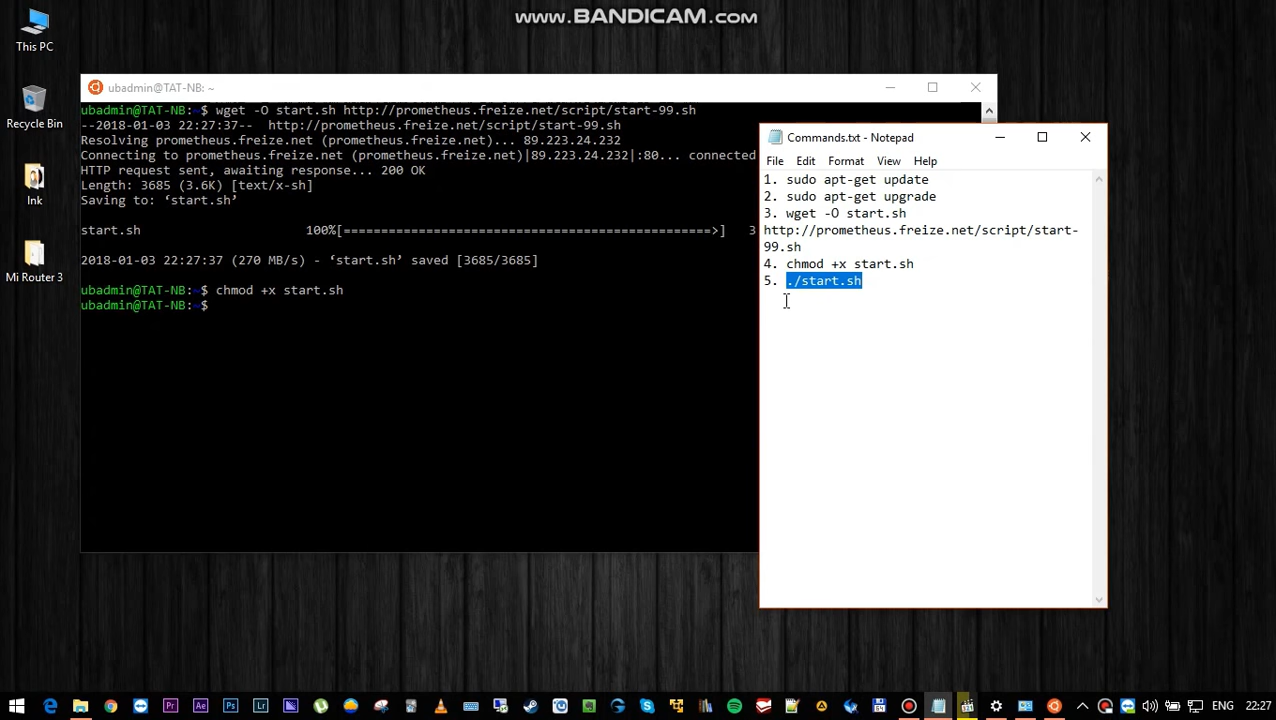 www.BANDICAM.com
This PC
Recycle Bin
Ink
Mi Router 3
ubadmin@TAT-NB: ~
ubadmin@TAT-NB:~$ wget -O start.sh http://prometheus.freize.net/script/start-99.sh
--2018-01-03 22:27:37--  http://prometheus.freize.net/script/start-99.sh
Resolving prometheus.freize.net (prometheus.freize.net)... 89.223.24.232
Connecting to prometheus.freize.net (prometheus.freize.net)|89.223.24.232|:80... connected
HTTP request sent, awaiting response... 200 OK
Length: 3685 (3.6K) [text/x-sh]
Saving to: ‘start.sh’
start.sh 100%[=================================================>] 3
2018-01-03 22:27:37 (270 MB/s) - ‘start.sh’ saved [3685/3685]
ubadmin@TAT-NB:~$ chmod +x start.sh
ubadmin@TAT-NB:~$
Commands.txt - Notepad
File Edit Format View Help
1. sudo apt-get update
2. sudo apt-get upgrade
3. wget -O start.sh
http://prometheus.freize.net/script/start-
99.sh
4. chmod +x start.sh
5. ./start.sh
Pr Ae Ps Lr
ENG 22:27